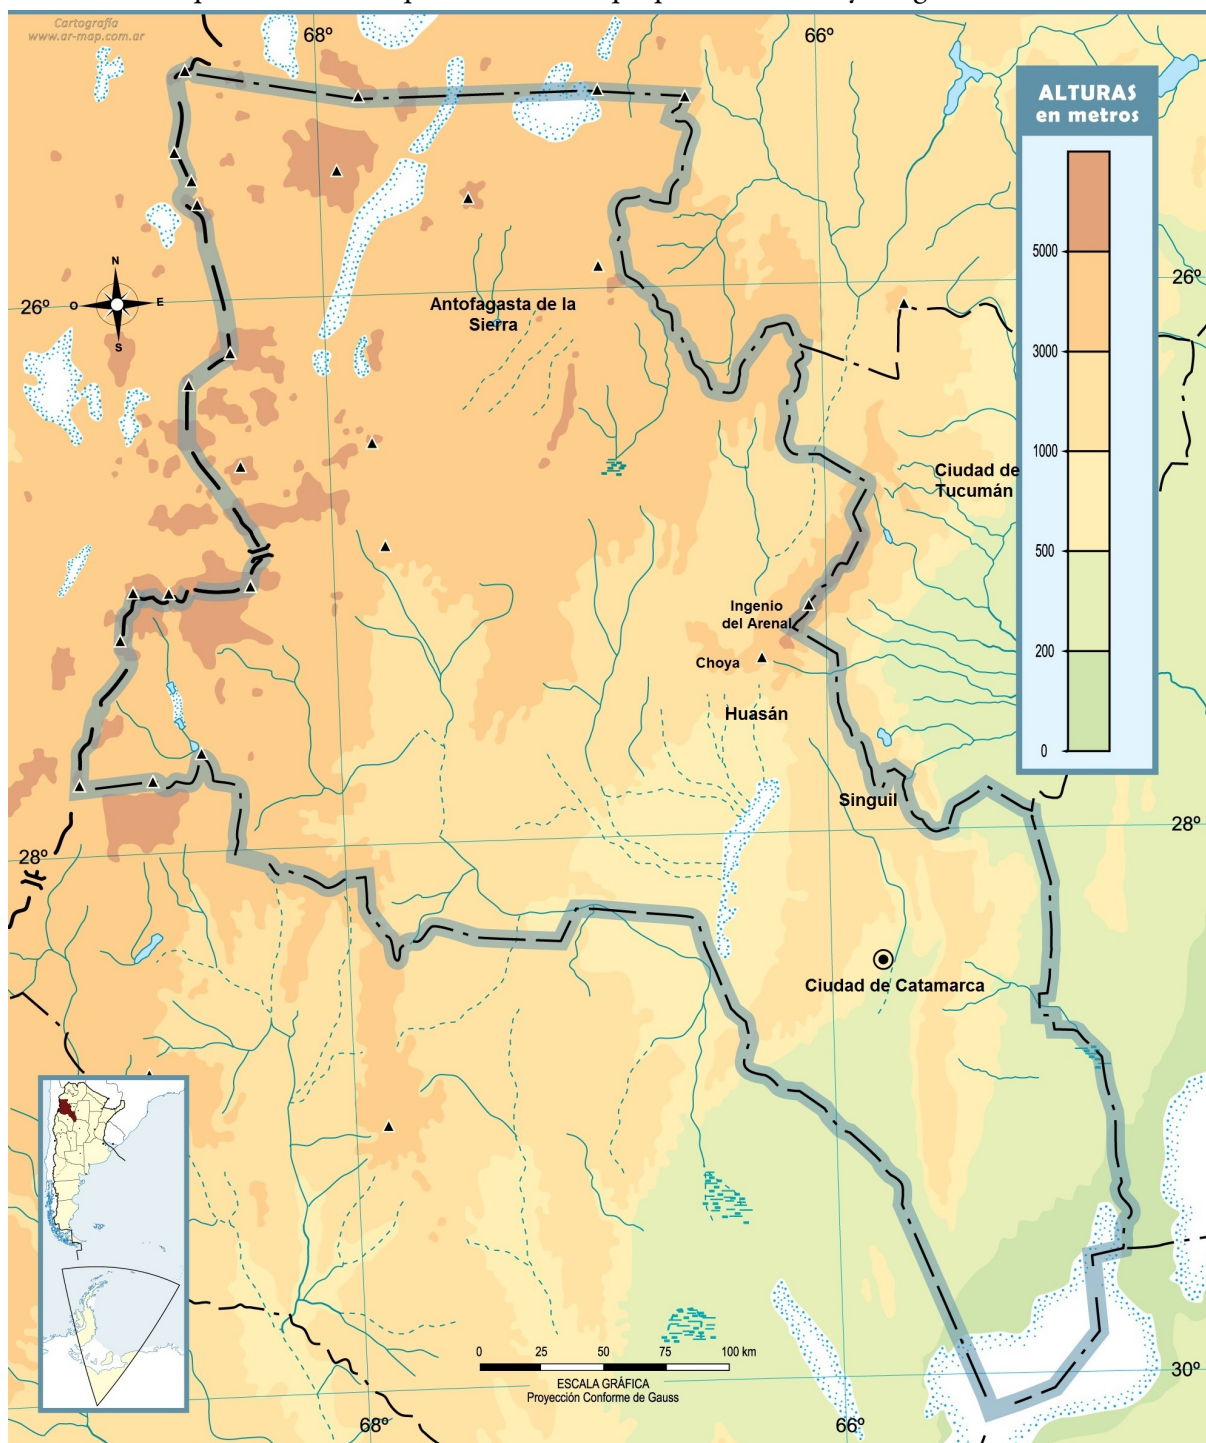 Cartografía
www.ar-map.com.ar
68º
66º
ALTURAS
en metros
5000
3000
1000
500
200
0
N
O
E
S
26º
26º
Antofagasta de la
Sierra
Ciudad de
Tucumán
Ingenio
del Arenal
Choya
Huasán
Singuil
28º
28º
Ciudad de Catamarca
0 25 50 75 100 km
ESCALA GRÁFICA
Proyección Conforme de Gauss
30º
68º
66º